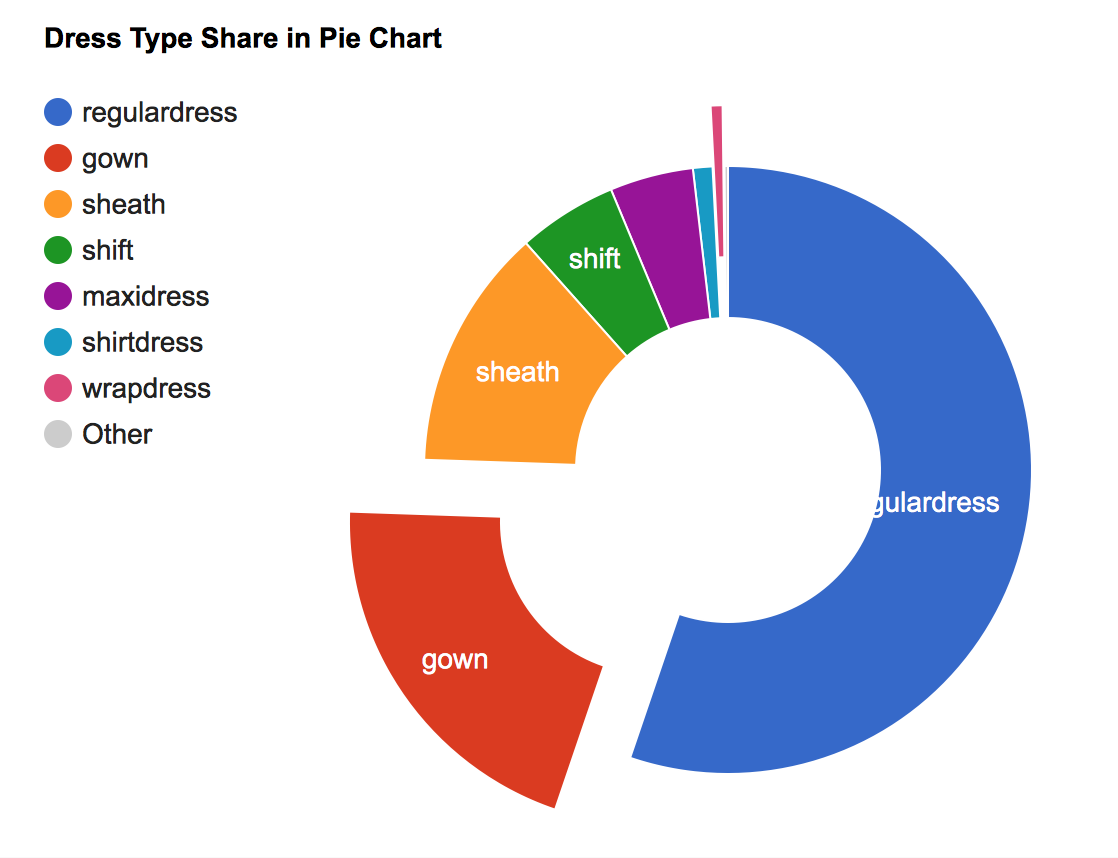 Dress Type Share in Pie Chart
regulardress
gown
sheath
shift
maxidress
shirtdress
wrapdress
Other
shift
sheath
gulardress
gown